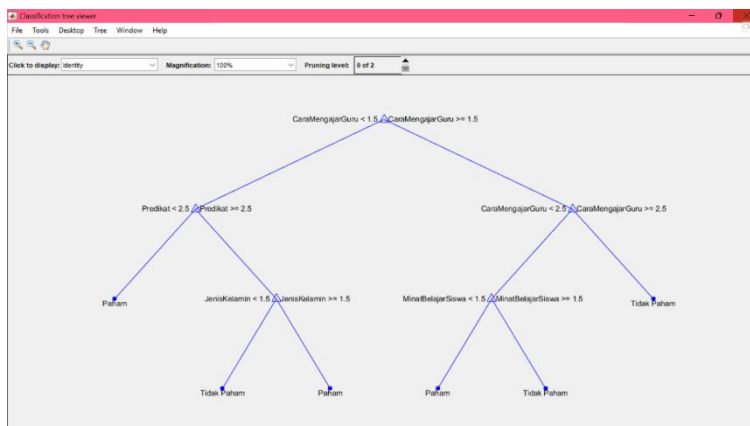 Classification tree viewer
File Tools Desktop Tree Window Help
Click to display: Identity Magnification: 100% Pruning level: 0 of 2
CaraMengajarGuru < 1.5 CaraMengajarGuru >= 1.5
Predikat < 2.5 Predikat >= 2.5 CaraMengajarGuru < 2.5 CaraMengajarGuru >= 2.5
Paham JenisKelamin < 1.5 JenisKelamin >= 1.5 MinatBelajarSiswa < 1.5 MinatBelajarSiswa >= 1.5 Tidak Paham
Tidak Paham Paham Paham Tidak Paham